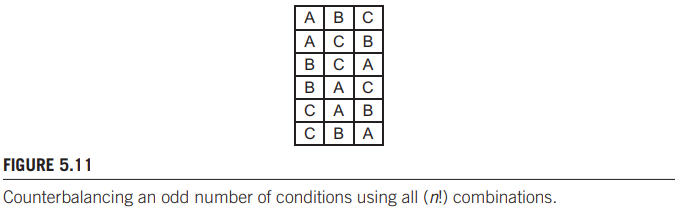 A B C
A C B
B C A
B A C
C A B
C B A
FIGURE 5.11
Counterbalancing an odd number of conditions using all (n!) combinations.